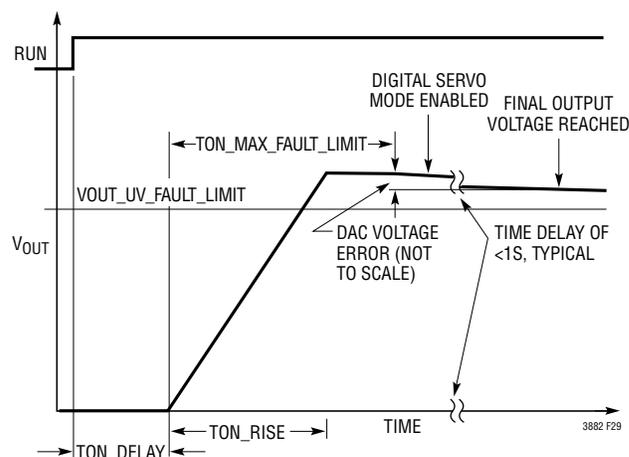 RUN
DIGITAL SERVO
MODE ENABLED
FINAL OUTPUT
VOLTAGE REACHED
TON_MAX_FAULT_LIMIT
VOUT_UV_FAULT_LIMIT
VOUT
DAC VOLTAGE
ERROR (NOT
TO SCALE)
TIME DELAY OF
<1S, TYPICAL
TON_RISE
TIME
3882 F29
TON_DELAY